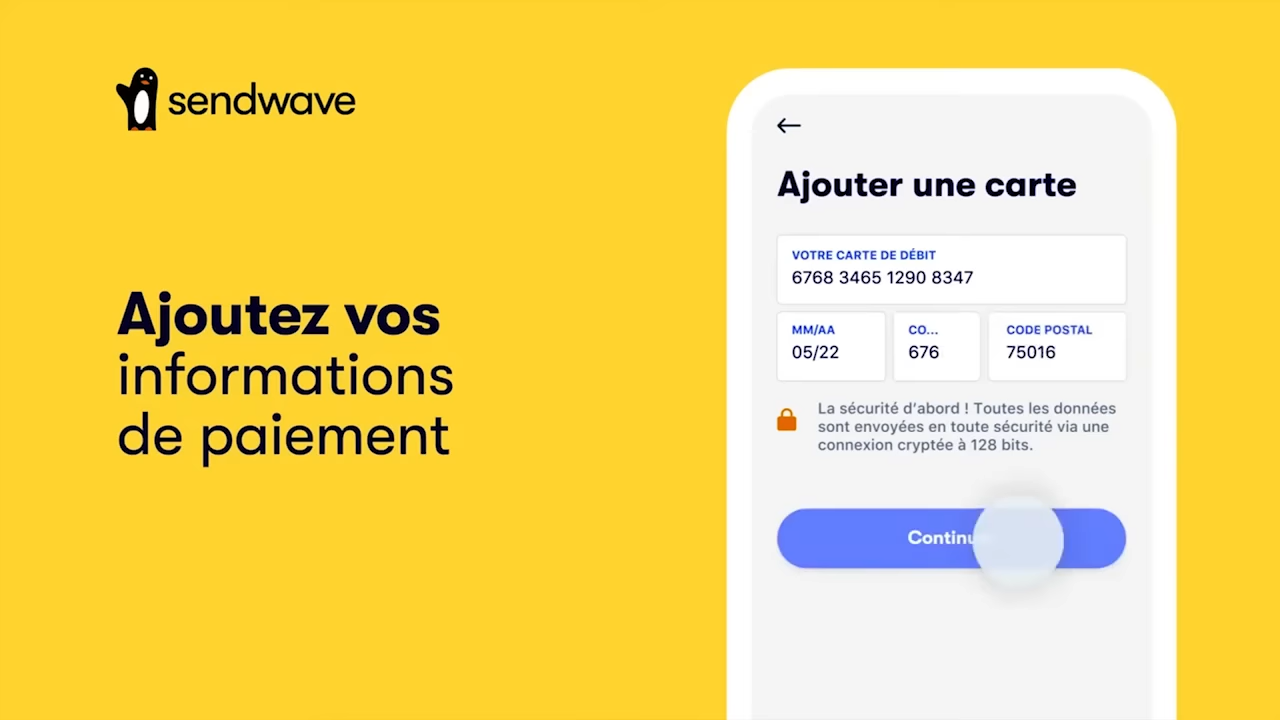 sendwave
Ajoutez vos
informations
de paiement
Ajouter une carte
VOTRE CARTE DE DÉBIT
6768 3465 1290 8347
MM/AA
05/22
CO...
676
CODE POSTAL
75016
La sécurité d'abord ! Toutes les données
sont envoyées en toute sécurité via une
connexion cryptée à 128 bits.